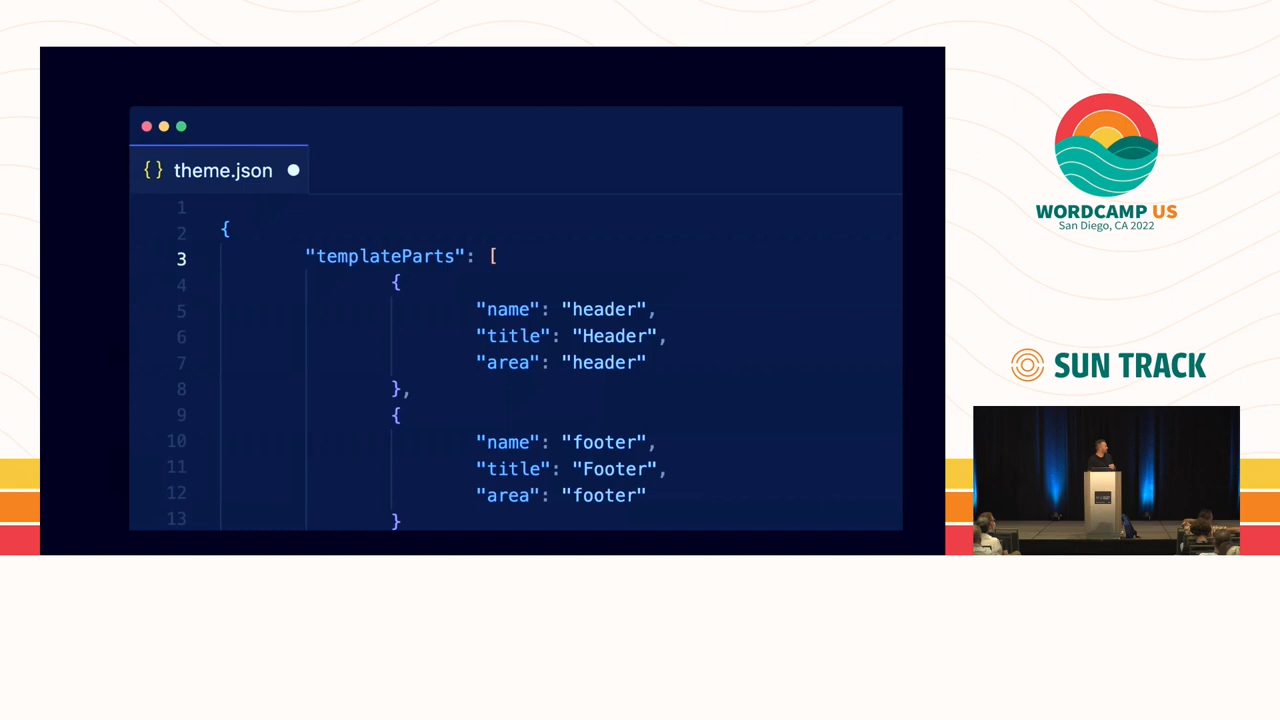 {} theme.json
1
2 {
3 "templateParts": [
4 {
5 "name": "header",
6 "title": "Header",
7 "area": "header"
8 },
9 {
10 "name": "footer",
11 "title": "Footer",
12 "area": "footer"
13 }
WORDCAMP US
San Diego, CA 2022
SUN TRACK